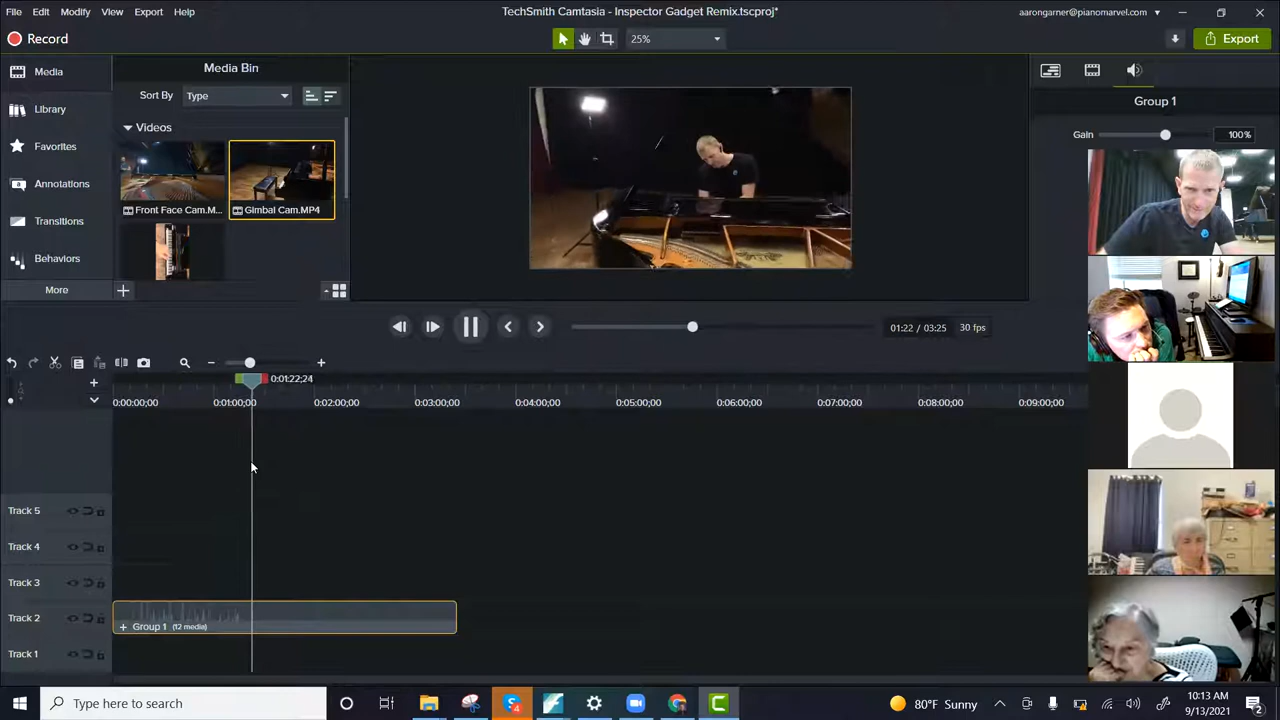 File Edit Modify View Export Help
TechSmith Camtasia - Inspector Gadget Remix.tscproj*
aarongarner@pianomarvel.com
Record
25%
Export
Media
Library
Favorites
Annotations
Transitions
Behaviors
More
Media Bin
Sort By Type
Videos
Front Face Cam.M...
Gimbal Cam.MP4
Group 1
Gain 100%
01:22 / 03:25 30 fps
0:01:22;24
0:00:00;00 0:01:00;00 0:02:00;00 0:03:00;00 0:04:00;00 0:05:00;00 0:06:00;00 0:07:00;00 0:08:00;00 0:09:00;00
Track 5
Track 4
Track 3
Track 2
Group 1 (12 media)
Track 1
Type here to search
4
80°F Sunny
10:13 AM
9/13/2021
2